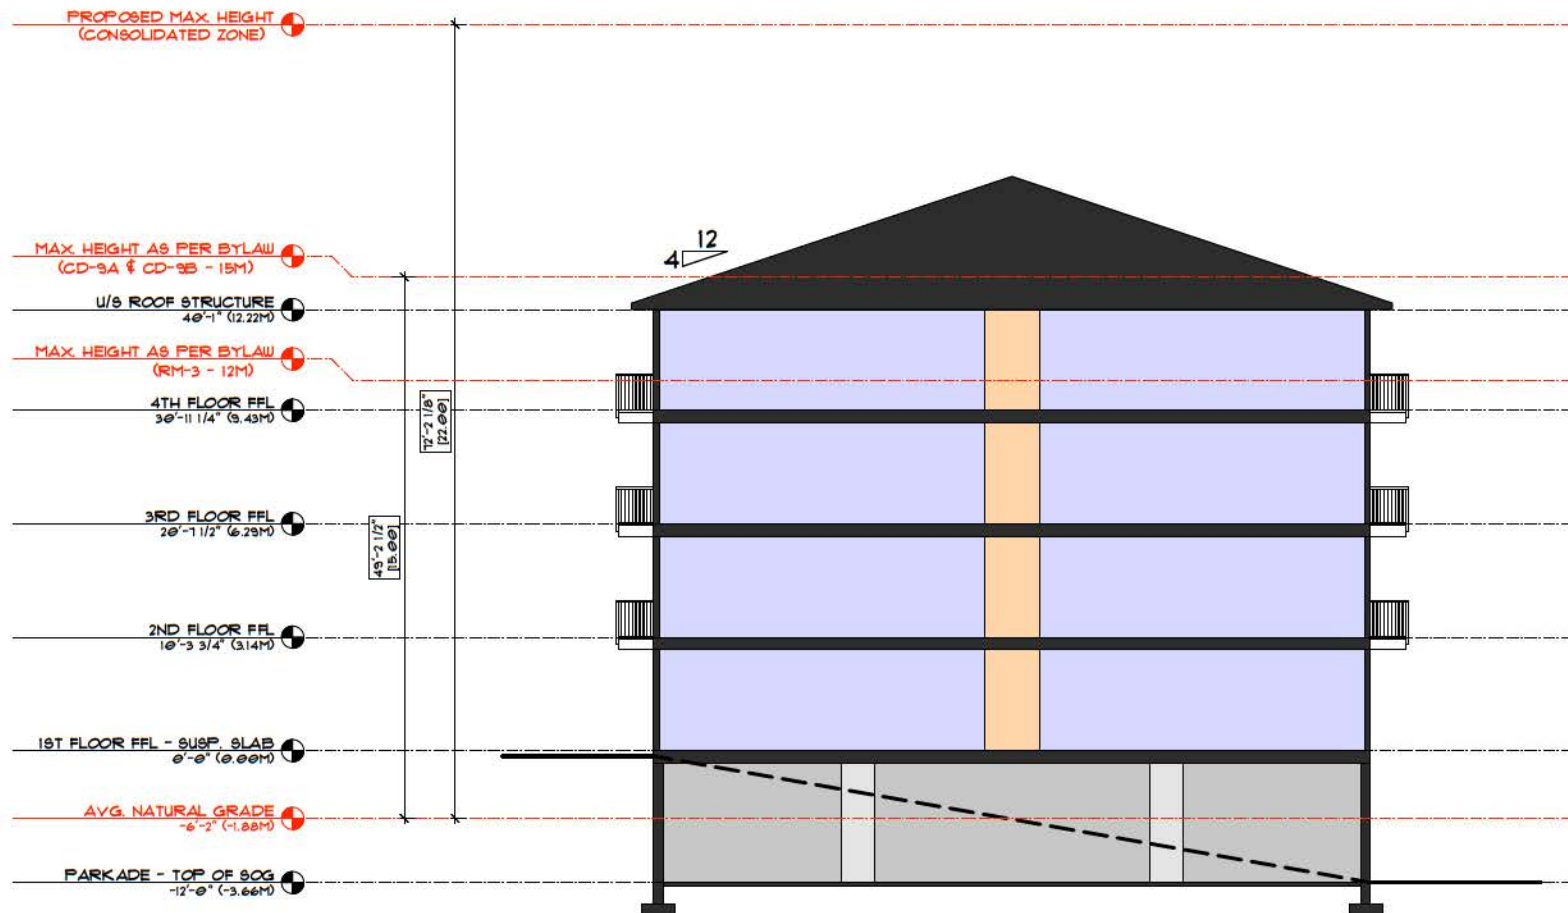 PROPOSED MAX. HEIGHT
(CONSOLIDATED ZONE)
MAX. HEIGHT AS PER BYLAW
(CD-9A & CD-9B - 15M)
12
4
U/S ROOF STRUCTURE
40'-1" (12.22M)
MAX. HEIGHT AS PER BYLAW
(RM-3 - 12M)
4TH FLOOR FFL
30'-11 1/4" (9.43M)
72'-2 1/8"
[22.00]
3RD FLOOR FFL
20'-7 1/2" (6.29M)
49'-2 1/2"
[15.00]
2ND FLOOR FFL
10'-3 3/4" (3.14M)
1ST FLOOR FFL - SUSP. SLAB
0'-0" (0.00M)
AVG. NATURAL GRADE
-6'-2" (-1.88M)
PARKADE - TOP OF SOG
-12'-0" (-3.66M)